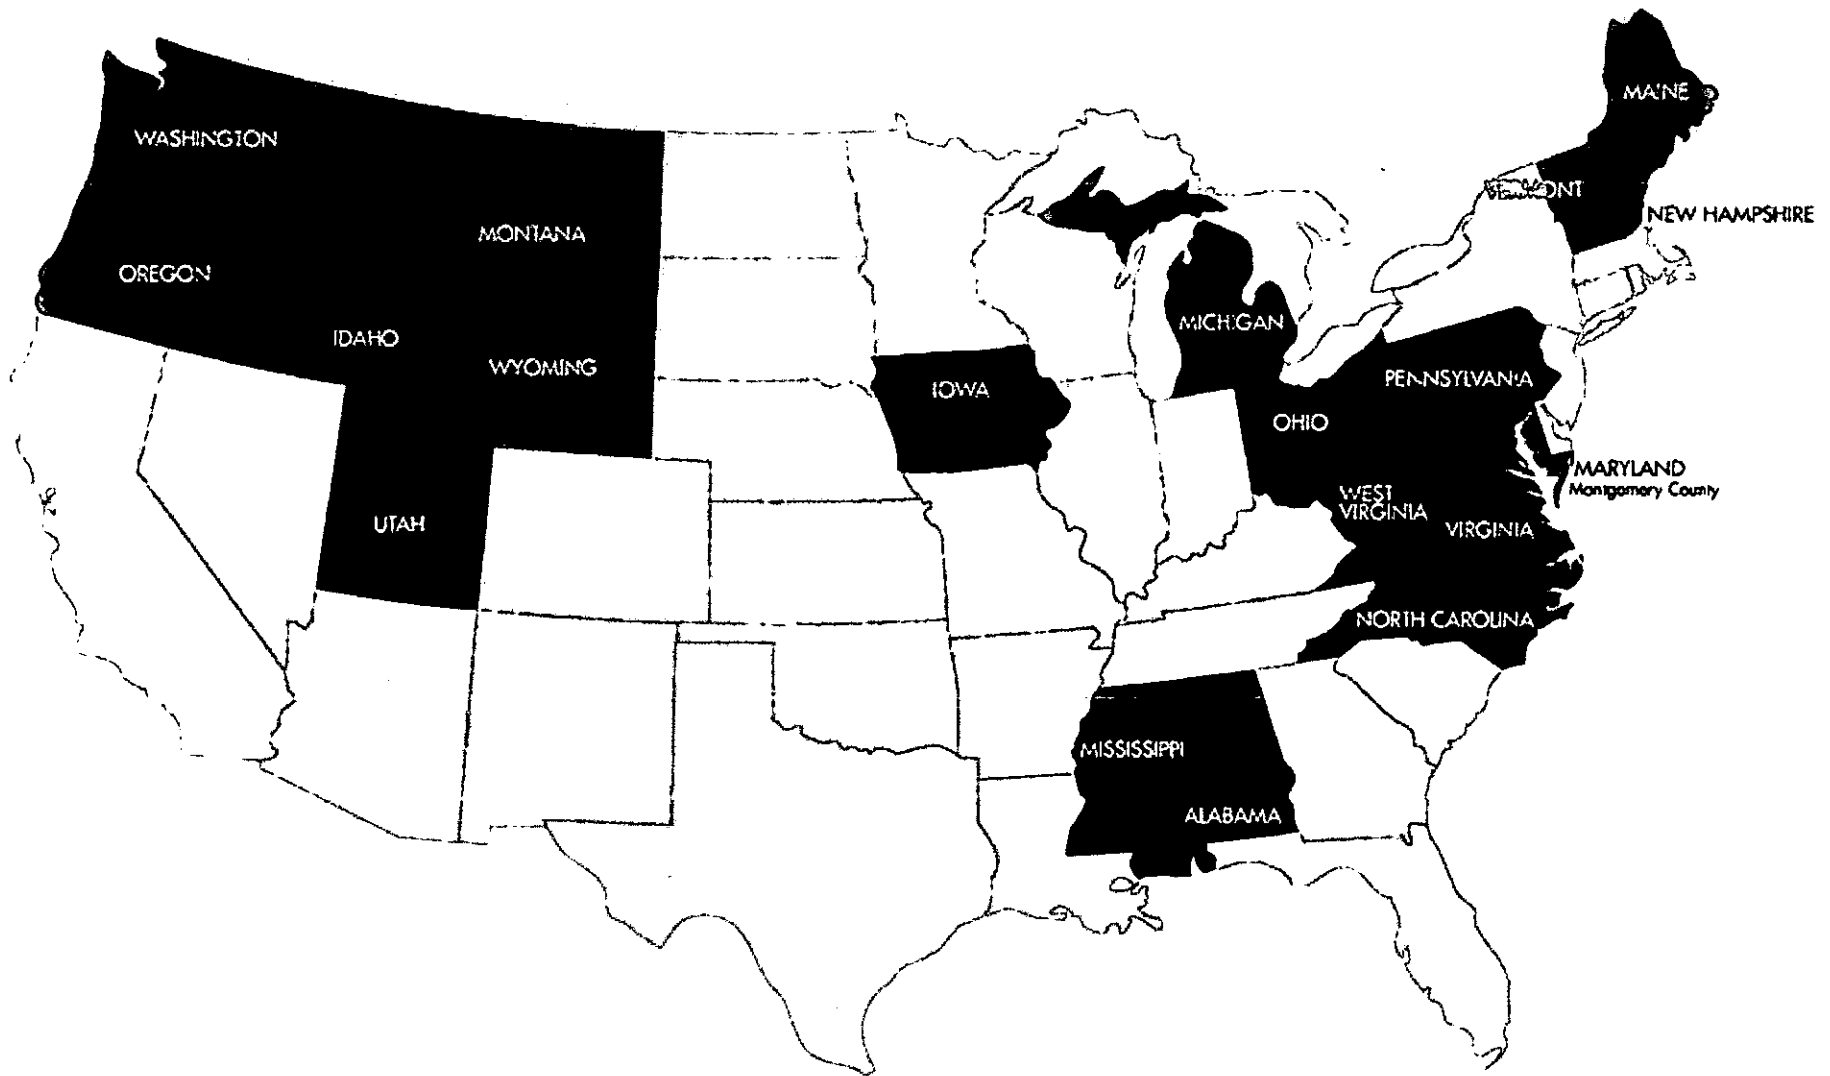 MAINE
WASHINGTON
VERMONT
NEW HAMPSHIRE
MONTANA
OREGON
MICHIGAN
IDAHO
WYOMING
PENNSYLVANIA
IOWA
OHIO
MARYLAND
Montgomery County
WEST
VIRGINIA
UTAH
VIRGINIA
NORTH CAROLINA
MISSISSIPPI
ALABAMA